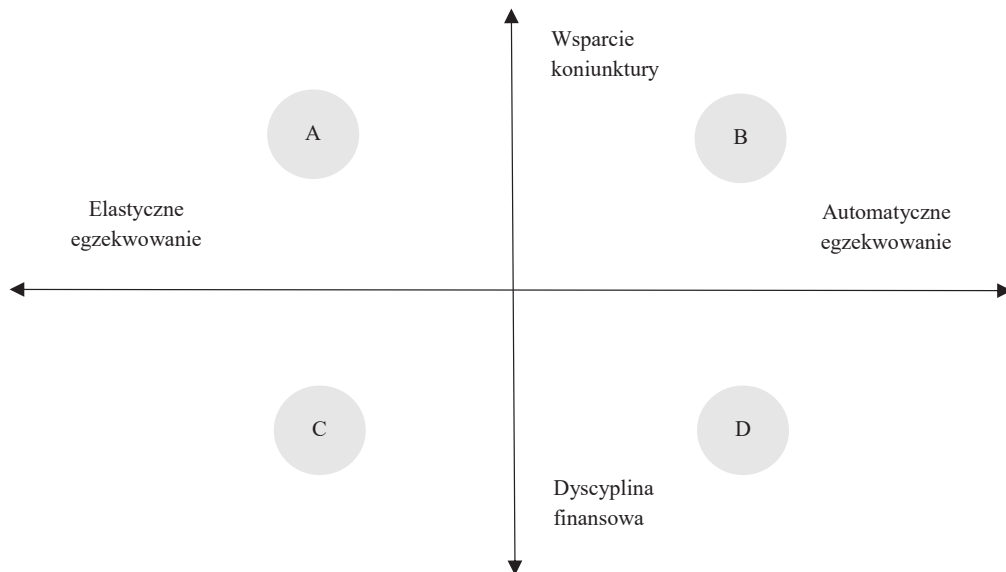 Wsparcie
koniunktury
A
B
Elastyczne
egzekwowanie
Automatyczne
egzekwowanie
C
D
Dyscyplina
finansowa